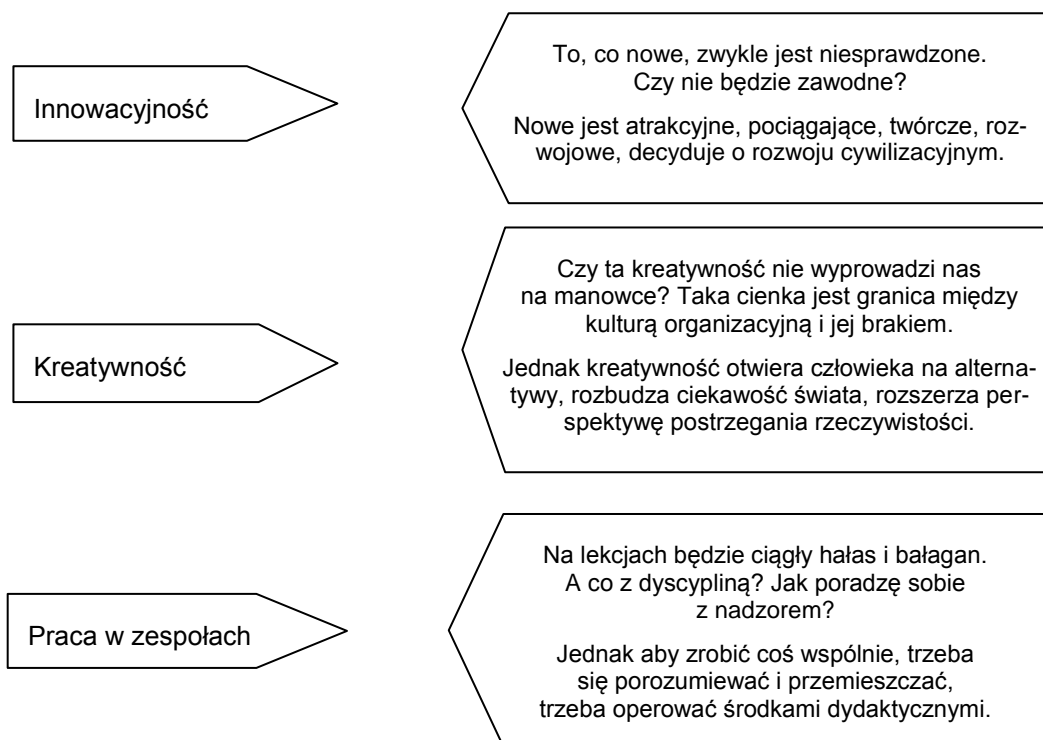 Innowacyjność
To, co nowe, zwykle jest niesprawdzone.
Czy nie będzie zawodne?
Nowe jest atrakcyjne, pociągające, twórcze, roz-
wojowe, decyduje o rozwoju cywilizacyjnym.
Kreatywność
Czy ta kreatywność nie wyprowadzi nas
na manowce? Taka cienka jest granica między
kulturą organizacyjną i jej brakiem.
Jednak kreatywność otwiera człowieka na alterna-
tywy, rozbudza ciekawość świata, rozszerza per-
spektywę postrzegania rzeczywistości.
Praca w zespołach
Na lekcjach będzie ciągły hałas i bałagan.
A co z dyscypliną? Jak poradzę sobie
z nadzorem?
Jednak aby zrobić coś wspólnie, trzeba
się porozumiewać i przemieszczać,
trzeba operować środkami dydaktycznymi.